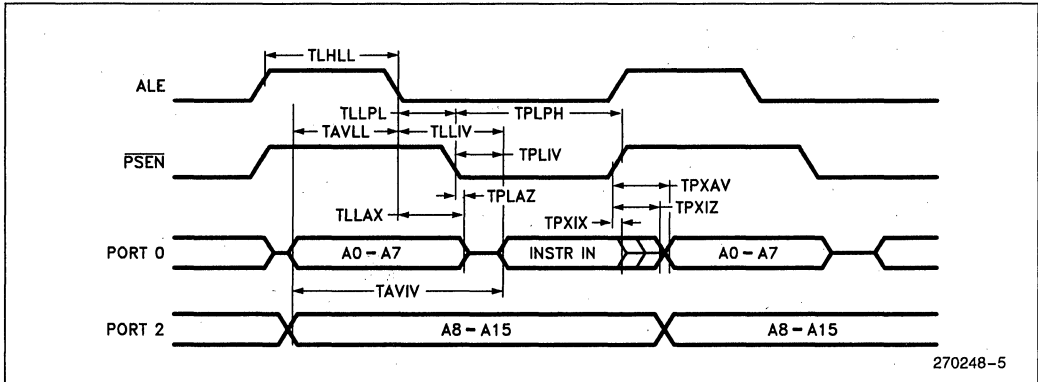 TLHLL
ALE
TLLPL
TPLPH
TAVLL
TLLIV
PSEN
TPLIV
TPLAZ
TPXAV
TLLAX
TPXIZ
TPXIX
PORT 0
A0-A7
INSTR IN
A0-A7
TAVIV
PORT 2
A8-A15
A8-A15
270248-5